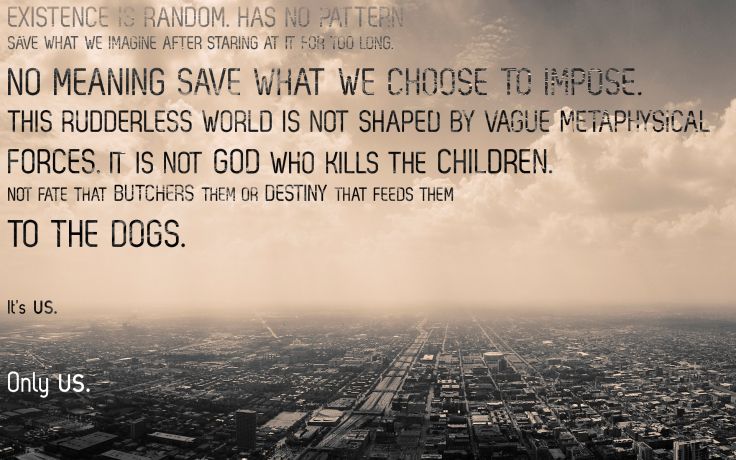 EXISTENCE IS RANDOM. HAS NO PATTERN
SAVE WHAT WE IMAGINE AFTER STARING AT IT FOR TOO LONG.
NO MEANING SAVE WHAT WE CHOOSE TO IMPOSE.
THIS RUDDERLESS WORLD IS NOT SHAPED BY VAGUE METAPHYSICAL
FORCES. IT IS NOT GOD WHO KILLS THE CHILDREN.
NOT FATE THAT BUTCHERS THEM OR DESTINY THAT FEEDS THEM
TO THE DOGS.
It's US.
Only US.